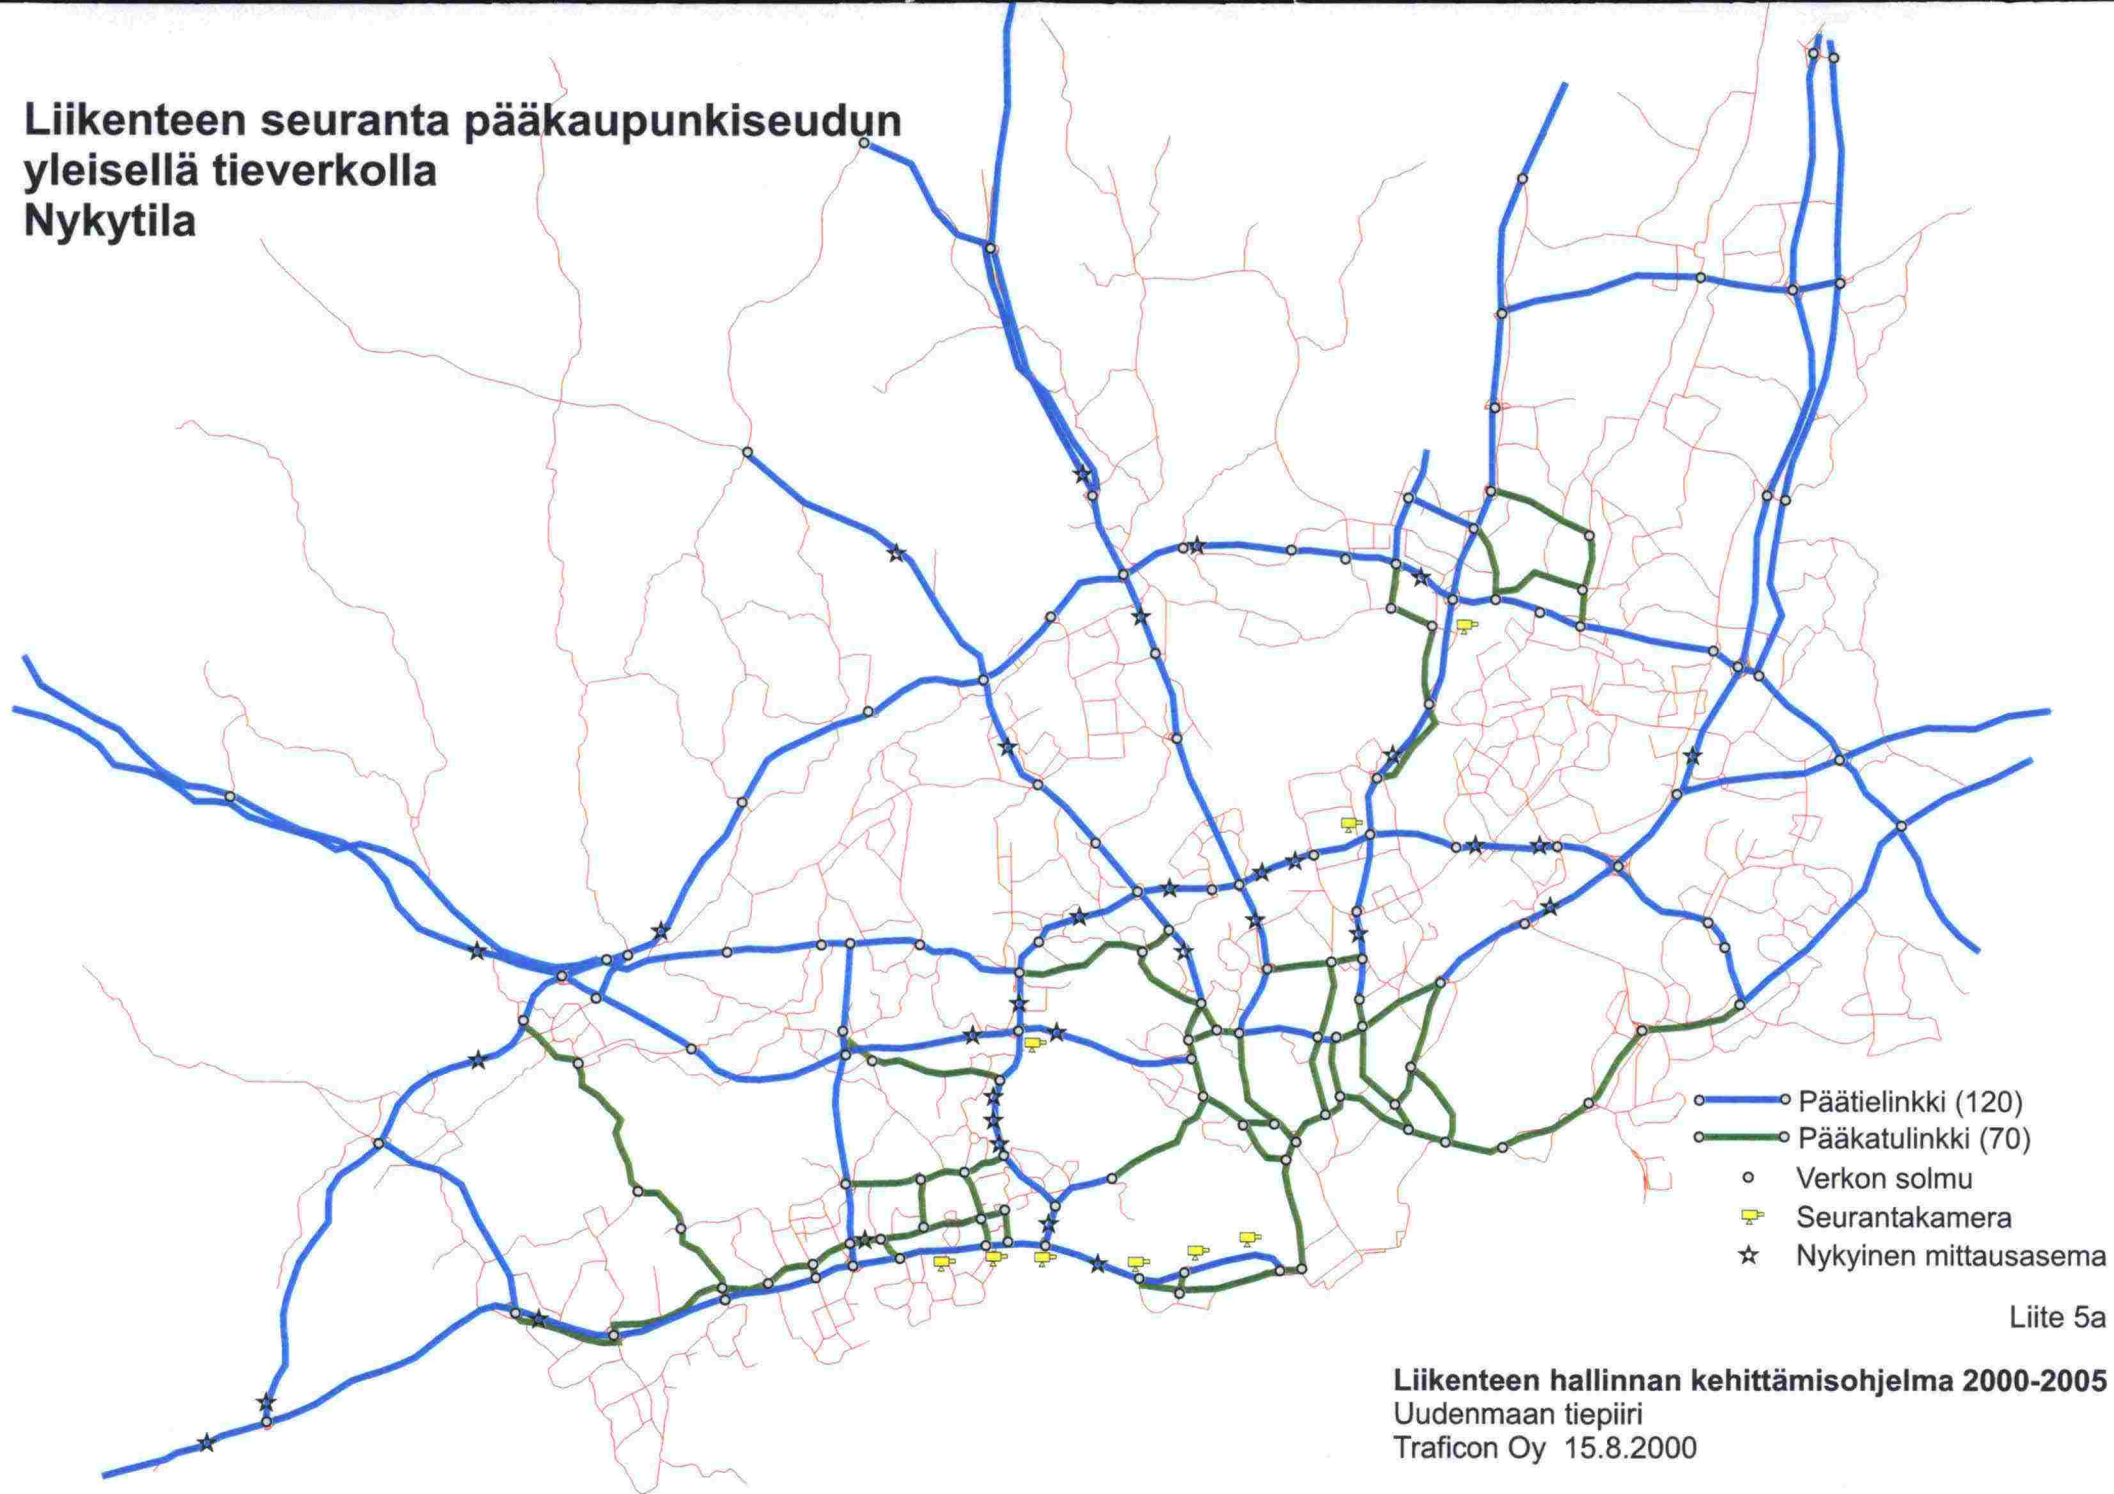 Liikenteen seuranta pääkaupunkiseudun
yleisellä tieverkolla
Nykytila
Päätielinkki (120)
Pääkatulinkki (70)
Verkon solmu
Seurantakamera
Nykyinen mittausasema
Liite 5a
Liikenteen hallinnan kehittämisohjelma 2000-2005
Uudenmaan tiepiiri
Traficon Oy 15.8.2000